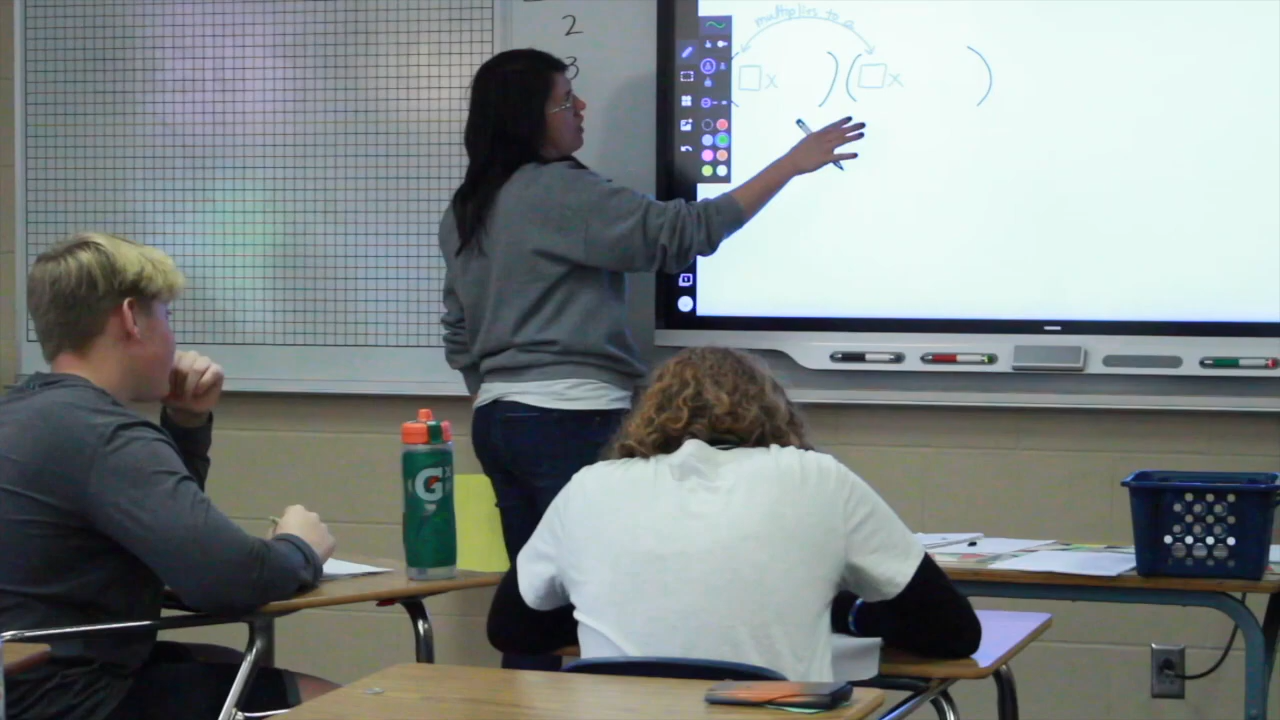 2
3
multiplies to a
(□x      )(□x      )
G